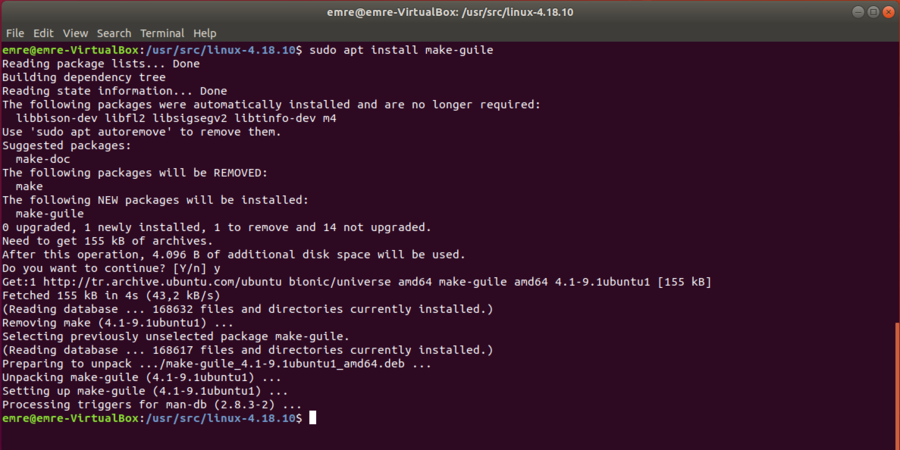 emre@emre-VirtualBox: /usr/src/linux-4.18.10
File Edit View Search Terminal Help
emre@emre-VirtualBox:/usr/src/linux-4.18.10$ sudo apt install make-guile
Reading package lists... Done
Building dependency tree
Reading state information... Done
The following packages were automatically installed and are no longer required:
  libbison-dev libfl2 libsigsegv2 libtinfo-dev m4
Use 'sudo apt autoremove' to remove them.
Suggested packages:
  make-doc
The following packages will be REMOVED:
  make
The following NEW packages will be installed:
  make-guile
0 upgraded, 1 newly installed, 1 to remove and 14 not upgraded.
Need to get 155 kB of archives.
After this operation, 4.096 B of additional disk space will be used.
Do you want to continue? [Y/n] y
Get:1 http://tr.archive.ubuntu.com/ubuntu bionic/universe amd64 make-guile amd64 4.1-9.1ubuntu1 [155 kB]
Fetched 155 kB in 4s (43,2 kB/s)
(Reading database ... 168632 files and directories currently installed.)
Removing make (4.1-9.1ubuntu1) ...
Selecting previously unselected package make-guile.
(Reading database ... 168617 files and directories currently installed.)
Preparing to unpack .../make-guile_4.1-9.1ubuntu1_amd64.deb ...
Unpacking make-guile (4.1-9.1ubuntu1) ...
Setting up make-guile (4.1-9.1ubuntu1) ...
Processing triggers for man-db (2.8.3-2) ...
emre@emre-VirtualBox:/usr/src/linux-4.18.10$